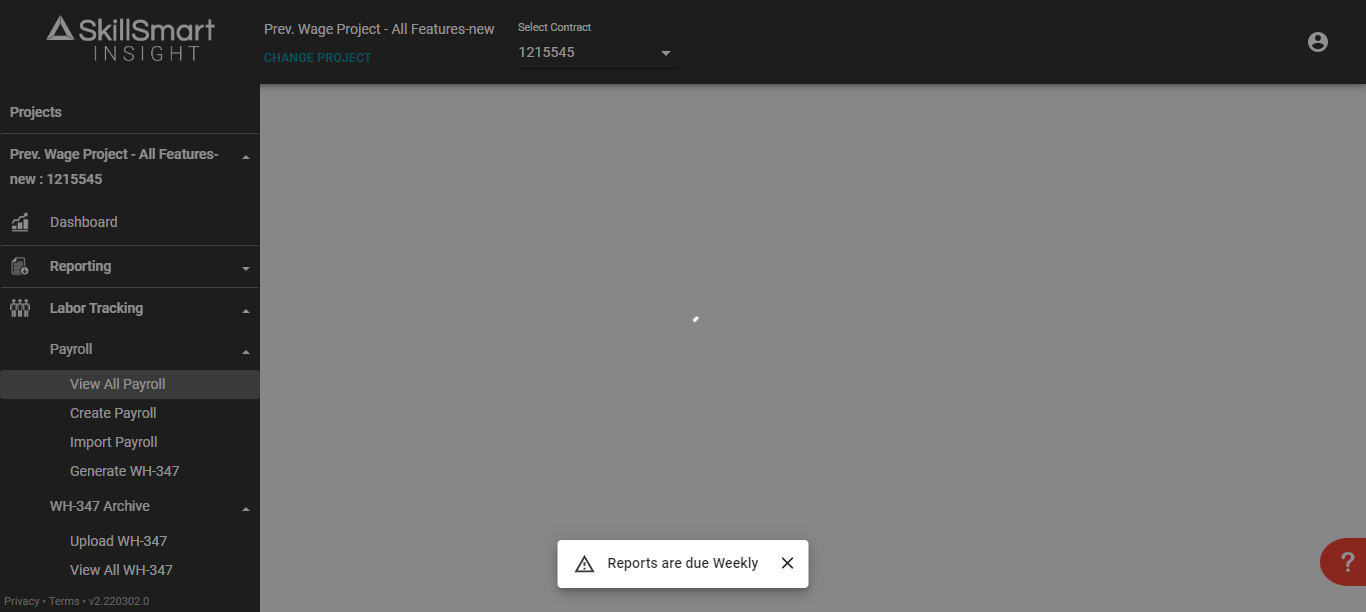 SkillSmart
INSIGHT
Prev. Wage Project - All Features-new
CHANGE PROJECT
Select Contract
1215545
Projects
Prev. Wage Project - All Features-
new : 1215545
Dashboard
Reporting
Labor Tracking
Payroll
View All Payroll
Create Payroll
Import Payroll
Generate WH-347
WH-347 Archive
Upload WH-347
View All WH-347
Privacy • Terms • v2.220302.0
Reports are due Weekly
?